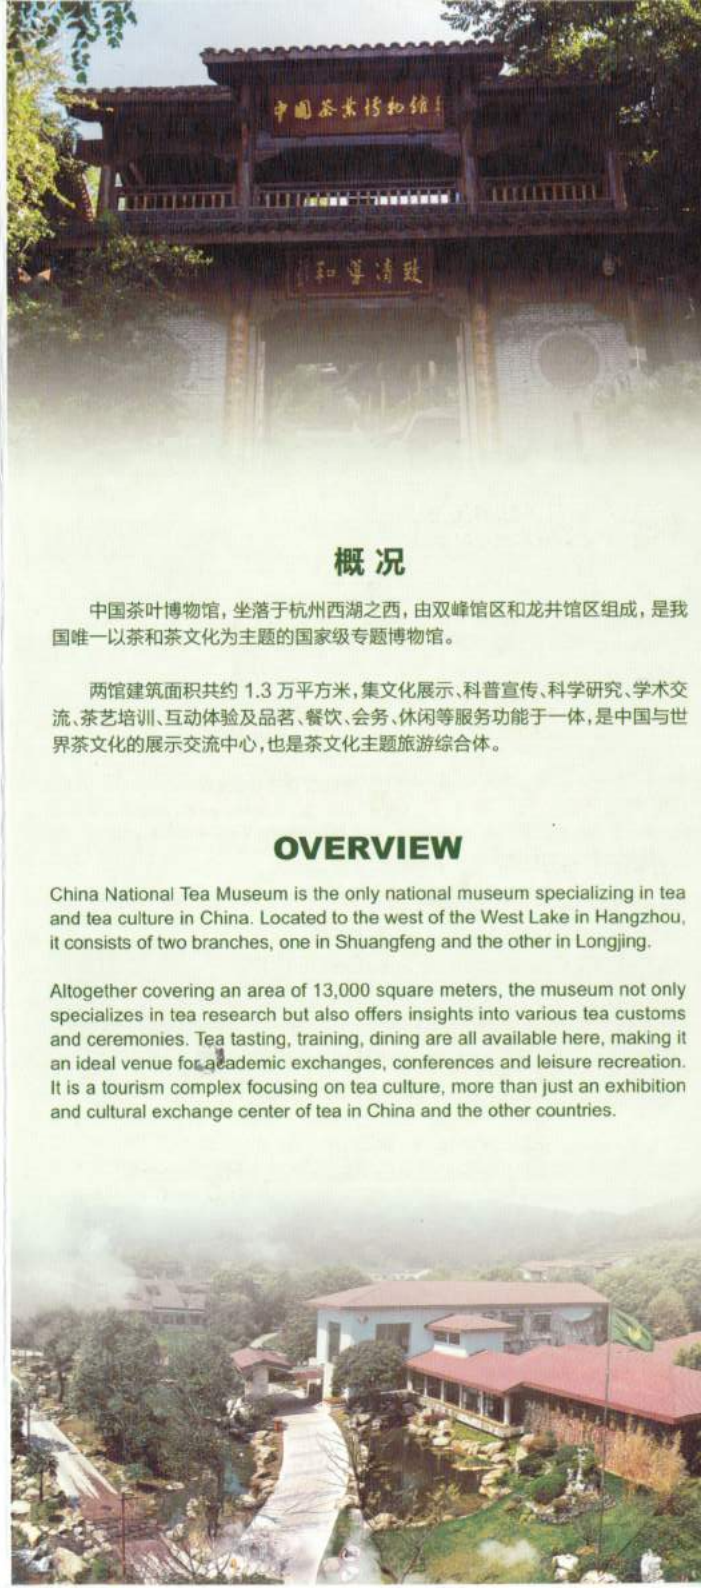 中国茶叶博物馆
致清导和
概况
中国茶叶博物馆，坐落于杭州西湖之西，由双峰馆区和龙井馆区组成，是我
国唯一以茶和茶文化为主题的国家级专题博物馆。
两馆建筑面积共约 1.3 万平方米，集文化展示、科普宣传、科学研究、学术交
流、茶艺培训、互动体验及品茗、餐饮、会务、休闲等服务功能于一体，是中国与世
界茶文化的展示交流中心，也是茶文化主题旅游综合体。
OVERVIEW
China National Tea Museum is the only national museum specializing in tea
and tea culture in China. Located to the west of the West Lake in Hangzhou,
it consists of two branches, one in Shuangfeng and the other in Longjing.
Altogether covering an area of 13,000 square meters, the museum not only
specializes in tea research but also offers insights into various tea customs
and ceremonies. Tea tasting, training, dining are all available here, making it
an ideal venue for academic exchanges, conferences and leisure recreation.
It is a tourism complex focusing on tea culture, more than just an exhibition
and cultural exchange center of tea in China and the other countries.